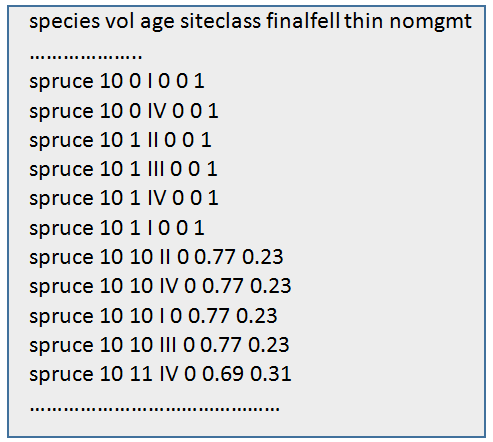 species vol age siteclass finalfell thin nomgmt
………………..
spruce 10 0 I 0 0 1
spruce 10 0 IV 0 0 1
spruce 10 1 II 0 0 1
spruce 10 1 III 0 0 1
spruce 10 1 IV 0 0 1
spruce 10 1 I 0 0 1
spruce 10 10 II 0 0.77 0.23
spruce 10 10 IV 0 0.77 0.23
spruce 10 10 I 0 0.77 0.23
spruce 10 10 III 0 0.77 0.23
spruce 10 11 IV 0 0.69 0.31
……………………………………